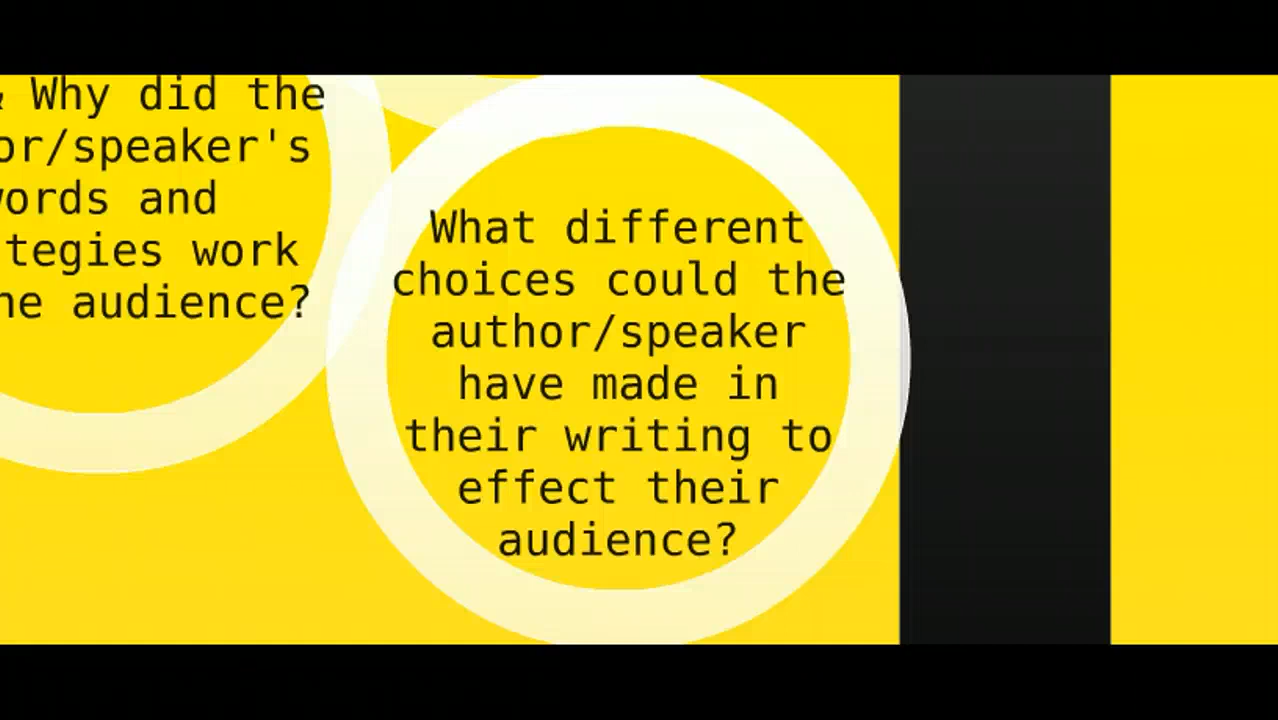 Why did the
or/speaker's
words and
tegies work
audience?
What different
choices could the
author/speaker
have made in
their writing to
effect their
audience?